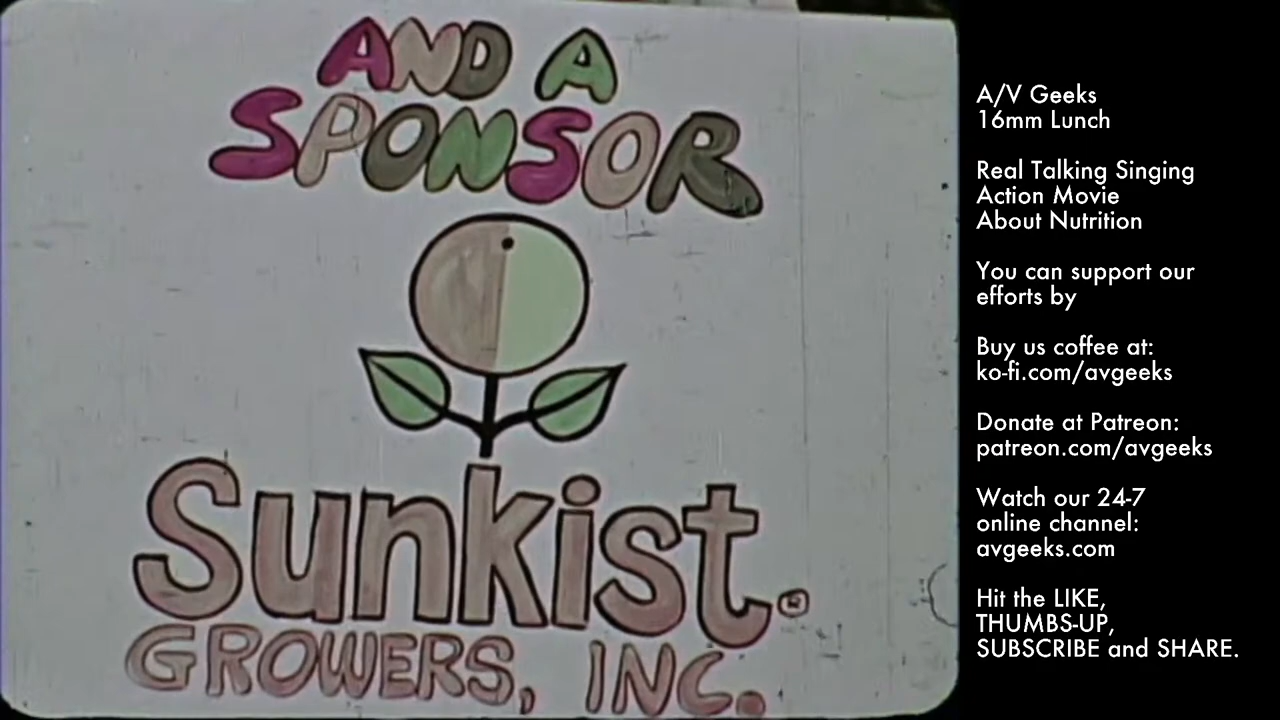 AND A
SPONSOR
Sunkist.®
GROWERS, INC.
A/V Geeks
16mm Lunch
Real Talking Singing
Action Movie
About Nutrition
You can support our
efforts by
Buy us coffee at:
ko-fi.com/avgeeks
Donate at Patreon:
patreon.com/avgeeks
Watch our 24-7
online channel:
avgeeks.com
Hit the LIKE,
THUMBS-UP,
SUBSCRIBE and SHARE.